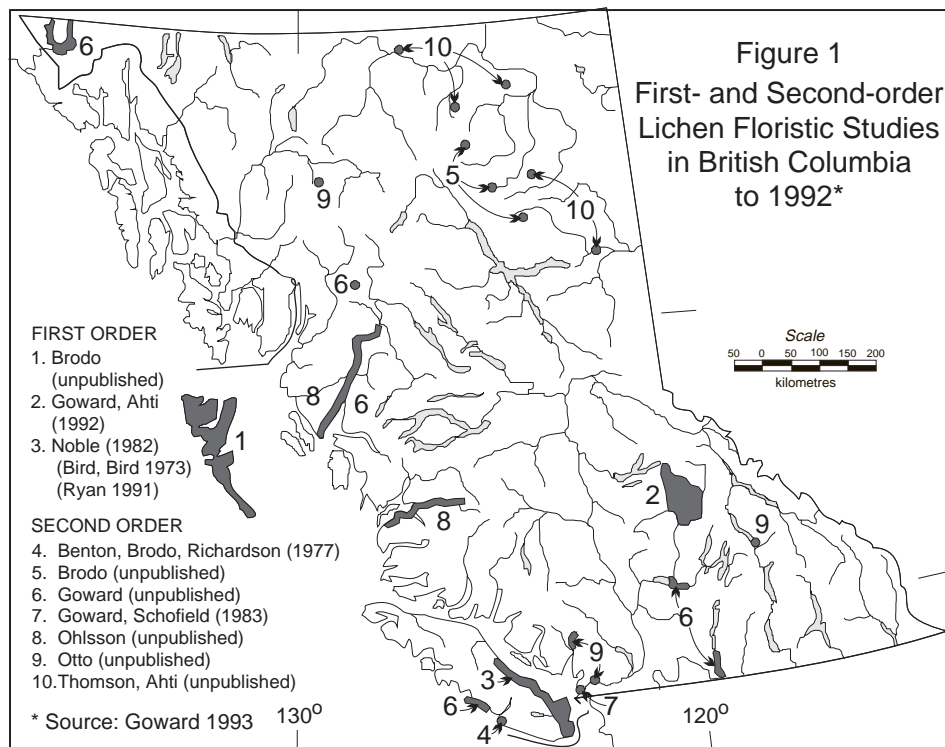 Figure 1
First- and Second-order
Lichen Floristic Studies
in British Columbia
to 1992*
6
10
5
9
10
6
8
6
1
8
2
9
6
3
9
6
4
7
FIRST ORDER
1. Brodo
(unpublished)
2. Goward, Ahti
(1992)
3. Noble (1982)
(Bird, Bird 1973)
(Ryan 1991)
SECOND ORDER
4. Benton, Brodo, Richardson (1977)
5. Brodo (unpublished)
6. Goward (unpublished)
7. Goward, Schofield (1983)
8. Ohlsson (unpublished)
9. Otto (unpublished)
10.Thomson, Ahti (unpublished)
* Source: Goward 1993
Scale
50 0 50 100 150 200
kilometres
130o
120o